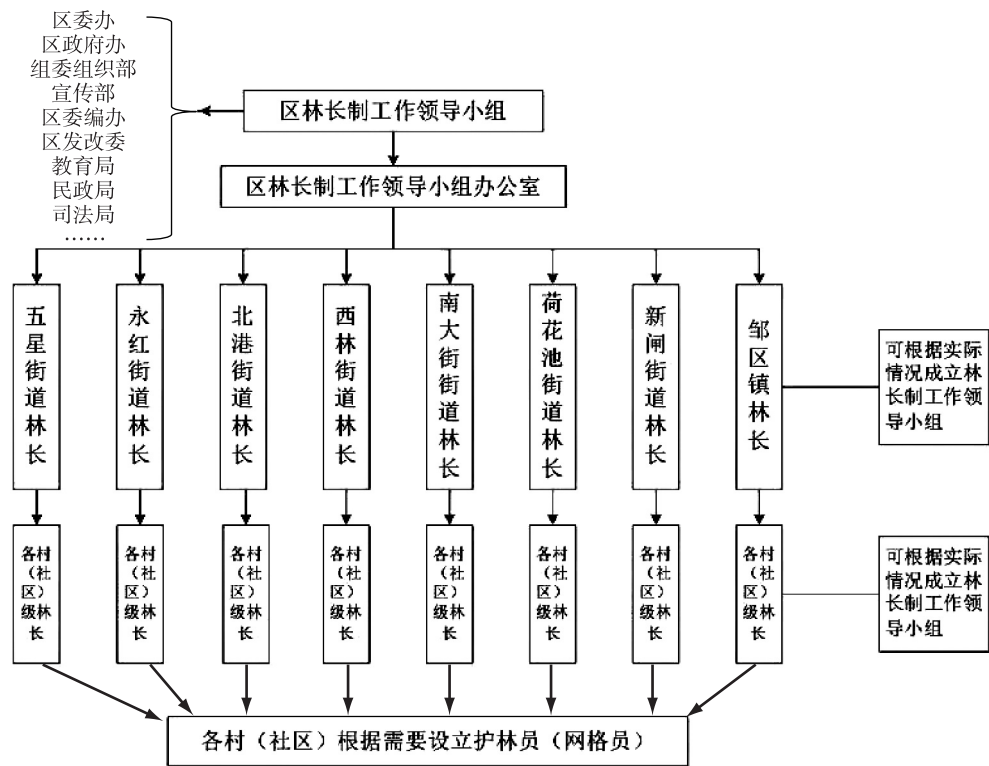 区委办
区政府办
组委组织部
宣传部
区委编办
区发改委
教育局
民政局
司法局
……
区林长制工作领导小组
区林长制工作领导小组办公室
五星街道林长
永红街道林长
北港街道林长
西林街道林长
南大街街道林长
荷花池街道林长
新闸街道林长
邹区镇林长
可根据实际
情况成立林
长制工作领
导小组
各村
（社
区）
级林
长
各村
（社
区）
级林
长
各村
（社
区）
级林
长
各村
（社
区）
级林
长
各村
（社
区）
级林
长
各村
（社
区）
级林
长
各村
（社
区）
级林
长
各村
（社
区）
级林
长
可根据实际
情况成立林
长制工作领
导小组
各村（社区）根据需要设立护林员（网格员）